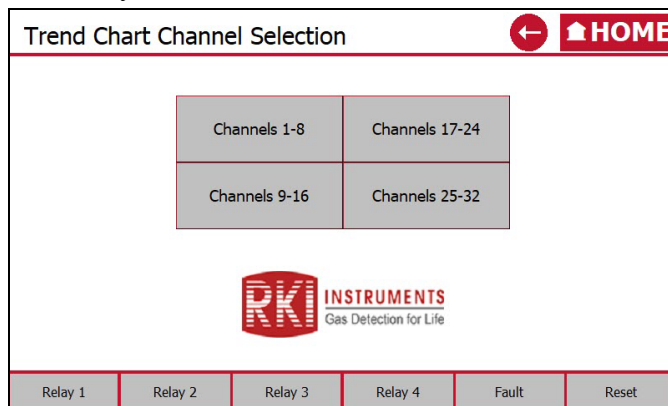 Trend Chart Channel Selection
HOME
Channels 1-8 Channels 17-24
Channels 9-16 Channels 25-32
RKI INSTRUMENTS
Gas Detection for Life
Relay 1 Relay 2 Relay 3 Relay 4 Fault Reset